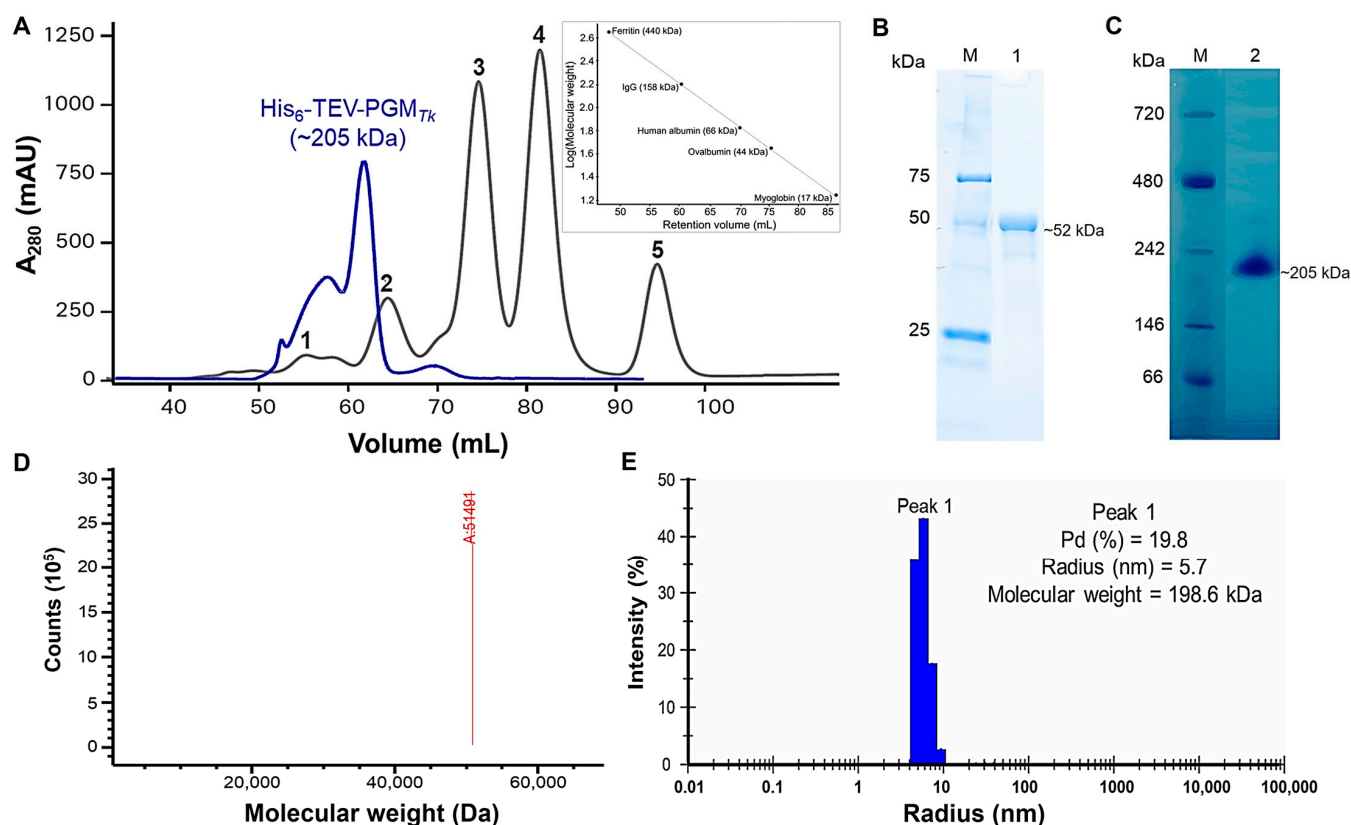 A
1250
1000
750
500
250
0
A280 (mAU)
40
50
60
70
80
90
100
Volume (mL)
His6-TEV-PGMTk
(~205 kDa)
1
2
3
4
5
2.6
2.4
2.2
2.0
1.8
1.6
1.4
1.2
Log(Molecular weight)
Ferritin (440 kDa)
IgG (158 kDa)
Human albumin (66 kDa)
Ovalbumin (44 kDa)
Myoglobin (17 kDa)
50
55
60
65
70
75
80
85
Retention volume (mL)
B
kDa
M
1
75
50
25
~52 kDa
C
kDa
M
2
720
480
242
146
66
~205 kDa
D
30
25
20
15
10
5
0
Counts (10⁵)
A:51491
20,000
40,000
60,000
Molecular weight (Da)
E
50
40
30
20
10
0
Intensity (%)
Peak 1
Peak 1
Pd (%) = 19.8
Radius (nm) = 5.7
Molecular weight = 198.6 kDa
0.01
0.1
1
10
100
1000
10,000
100,000
Radius (nm)